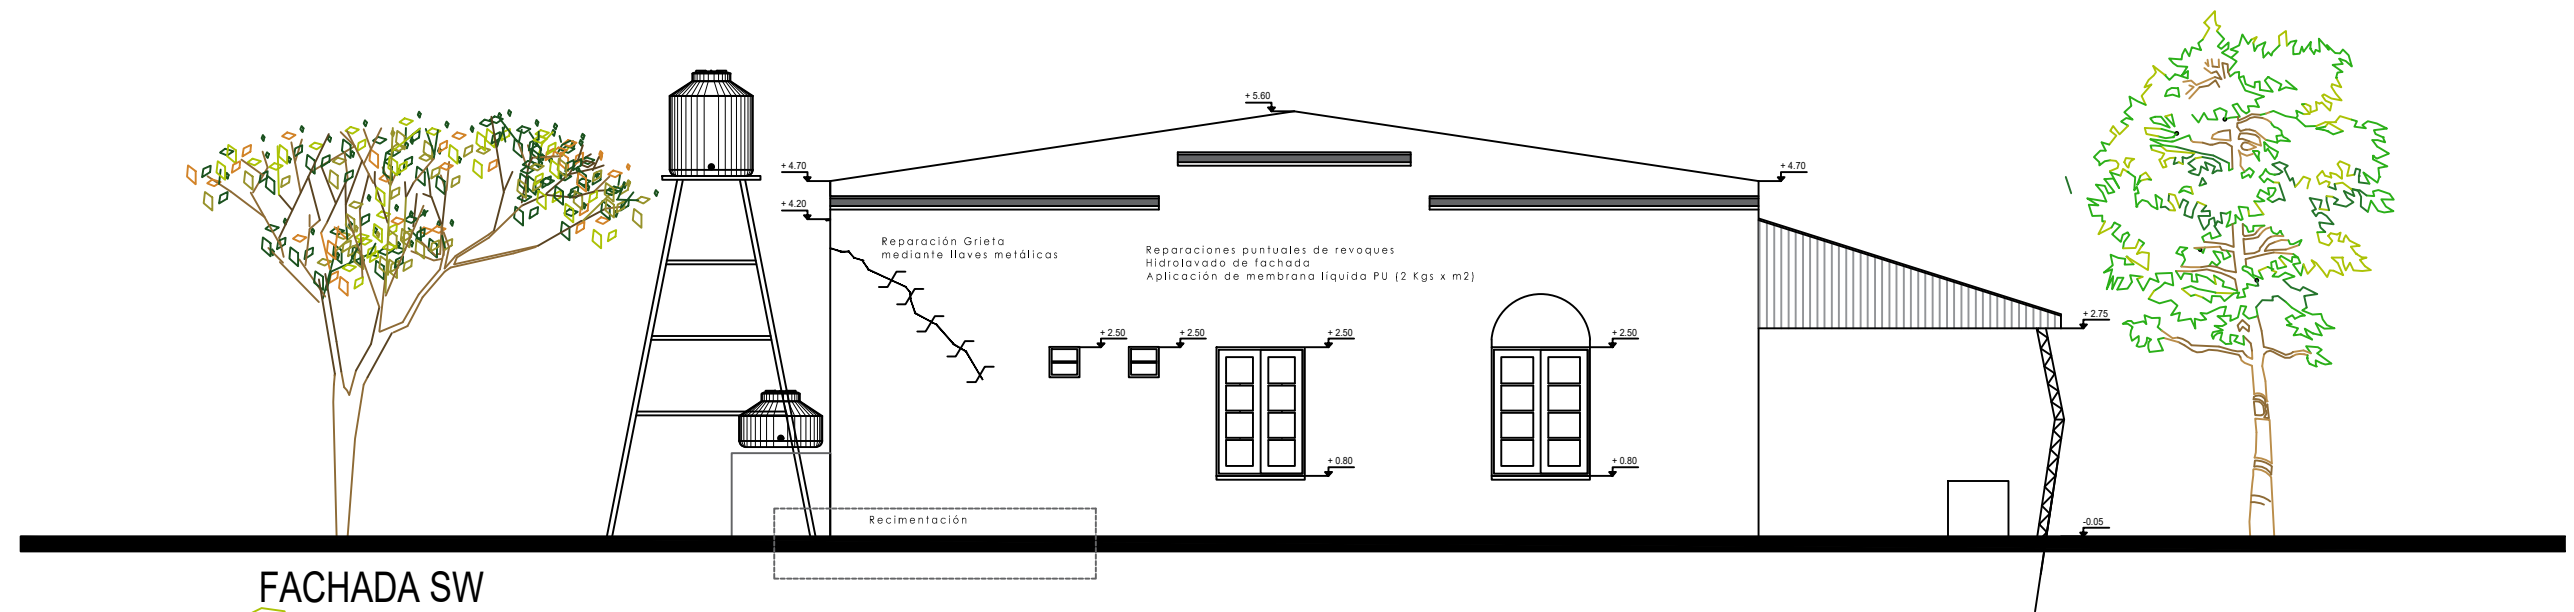 + 5.60
+ 4.70
+ 4.70
+ 4.20
Reparación Grieta
mediante llaves metálicas
Reparaciones puntuales de revoques
Hidrolavado de fachada
Aplicación de membrana líquida PU (2 Kgs x m2)
+ 2.75
+ 2.50
+ 2.50
+ 2.50
+ 2.50
+ 0.80
+ 0.80
Recimentación
-0.05
FACHADA SW